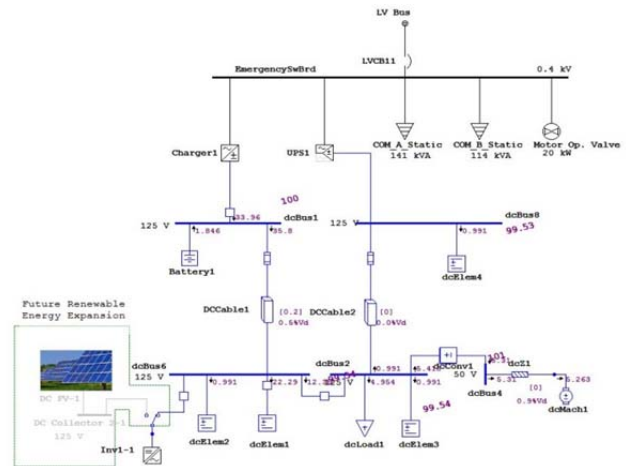 LV Bus
LVCB11
EmergencySwBrd
0.4 kV
Charger1
UPS1
COM_A_Static
141 kVA
COM_B_Static
114 kVA
Motor Op. Valve
20 kW
100
33.96
dcBus1
125 V
1.846
35.8
Battery1
125 V
dcBus8
0.991
99.53
dcElem4
Future Renewable
Energy Expansion
DCCable1
[0.2]
0.5%Vd
DCCable2
[0]
0.0%Vd
dcBus6
125 V
dcBus2
dcConv1
101
50 V
dcZ1
0.991
22.29
0.991
4.954
0.991
5.31
dcBus4
[0]
0.9%Vd
5.263
dcMach1
99.54
DC PV-1
125 V
dcElem2
dcElem1
dcLoad1
dcElem3
Inv1-1